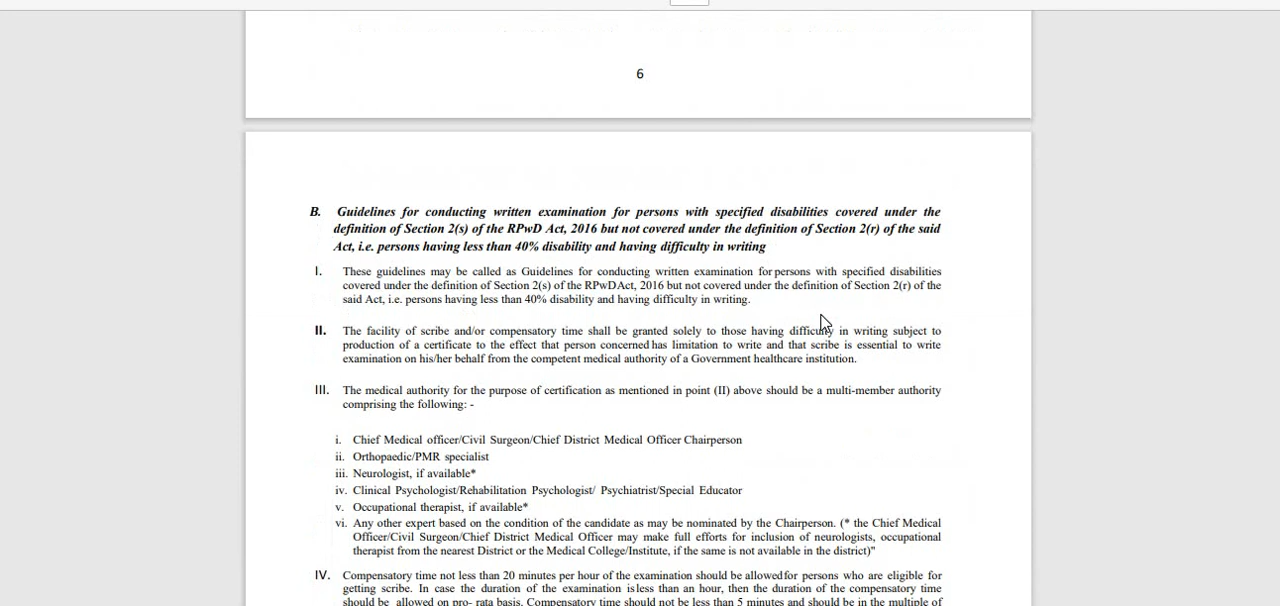 6
B. Guidelines for conducting written examination for persons with specified disabilities covered under the
definition of Section 2(s) of the RPwD Act, 2016 but not covered under the definition of Section 2(r) of the said
Act, i.e. persons having less than 40% disability and having difficulty in writing
I. These guidelines may be called as Guidelines for conducting written examination for persons with specified disabilities
covered under the definition of Section 2(s) of the RPwDAct, 2016 but not covered under the definition of Section 2(r) of the
said Act, i.e. persons having less than 40% disability and having difficulty in writing.
II. The facility of scribe and/or compensatory time shall be granted solely to those having difficulty in writing subject to
production of a certificate to the effect that person concerned has limitation to write and that scribe is essential to write
examination on his/her behalf from the competent medical authority of a Government healthcare institution.
III. The medical authority for the purpose of certification as mentioned in point (II) above should be a multi-member authority
comprising the following: -
i. Chief Medical officer/Civil Surgeon/Chief District Medical Officer Chairperson
ii. Orthopaedic/PMR specialist
iii. Neurologist, if available*
iv. Clinical Psychologist/Rehabilitation Psychologist/ Psychiatrist/Special Educator
v. Occupational therapist, if available*
vi. Any other expert based on the condition of the candidate as may be nominated by the Chairperson. (* the Chief Medical
Officer/Civil Surgeon/Chief District Medical Officer may make full efforts for inclusion of neurologists, occupational
therapist from the nearest District or the Medical College/Institute, if the same is not available in the district)"
IV. Compensatory time not less than 20 minutes per hour of the examination should be allowed for persons who are eligible for
getting scribe. In case the duration of the examination is less than an hour, then the duration of the compensatory time
should be allowed on pro- rata basis. Compensatory time should not be less than 5 minutes and should be in the multiple of